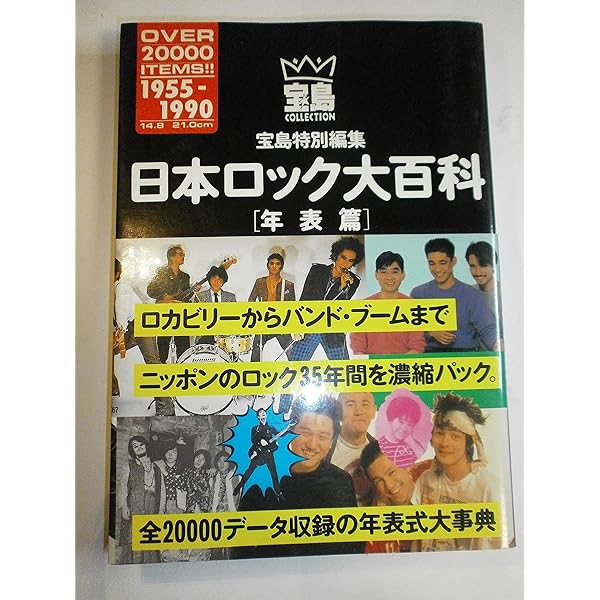 OVER
20000
ITEMS!!
1955-
1990
14.8 21.0cm
宝島
COLLECTION
宝島特別編集
日本ロック大百科
[年表篇]
ロカビリーからバンド・ブームまで
ニッポンのロック35年間を濃縮パック。
全20000データ収録の年表式大事典